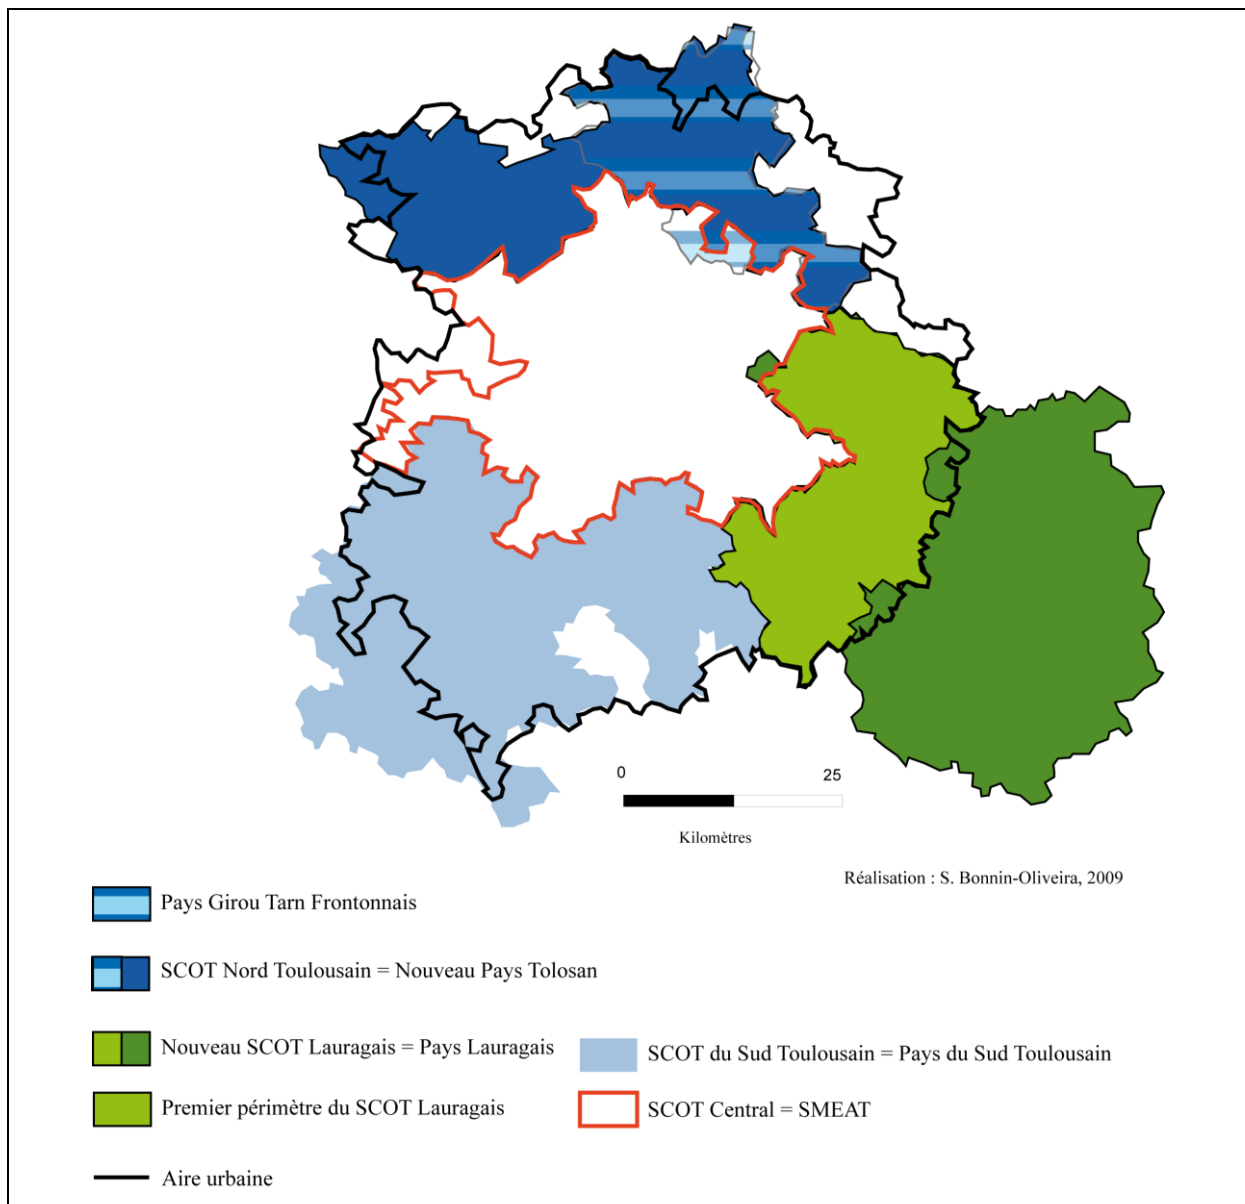 0 25
Kilomètres
Réalisation : S. Bonnin-Oliveira, 2009
Pays Girou Tarn Frontonnais
SCOT Nord Toulousain = Nouveau Pays Tolosan
Nouveau SCOT Lauragais = Pays Lauragais
SCOT du Sud Toulousain = Pays du Sud Toulousain
Premier périmètre du SCOT Lauragais
SCOT Central = SMEAT
Aire urbaine